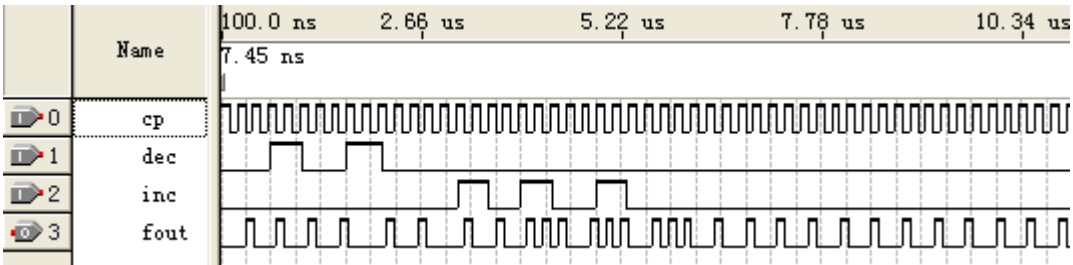 Name
100.0 ns 2.66 us 5.22 us 7.78 us 10.34 us
7.45 ns
0 cp
1 dec
2 inc
3 fout